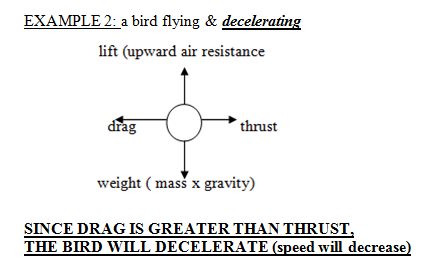 EXAMPLE 2: a bird flying & decelerating
lift (upward air resistance
drag
thrust
weight ( mass x gravity)
SINCE DRAG IS GREATER THAN THRUST,
THE BIRD WILL DECELERATE (speed will decrease)